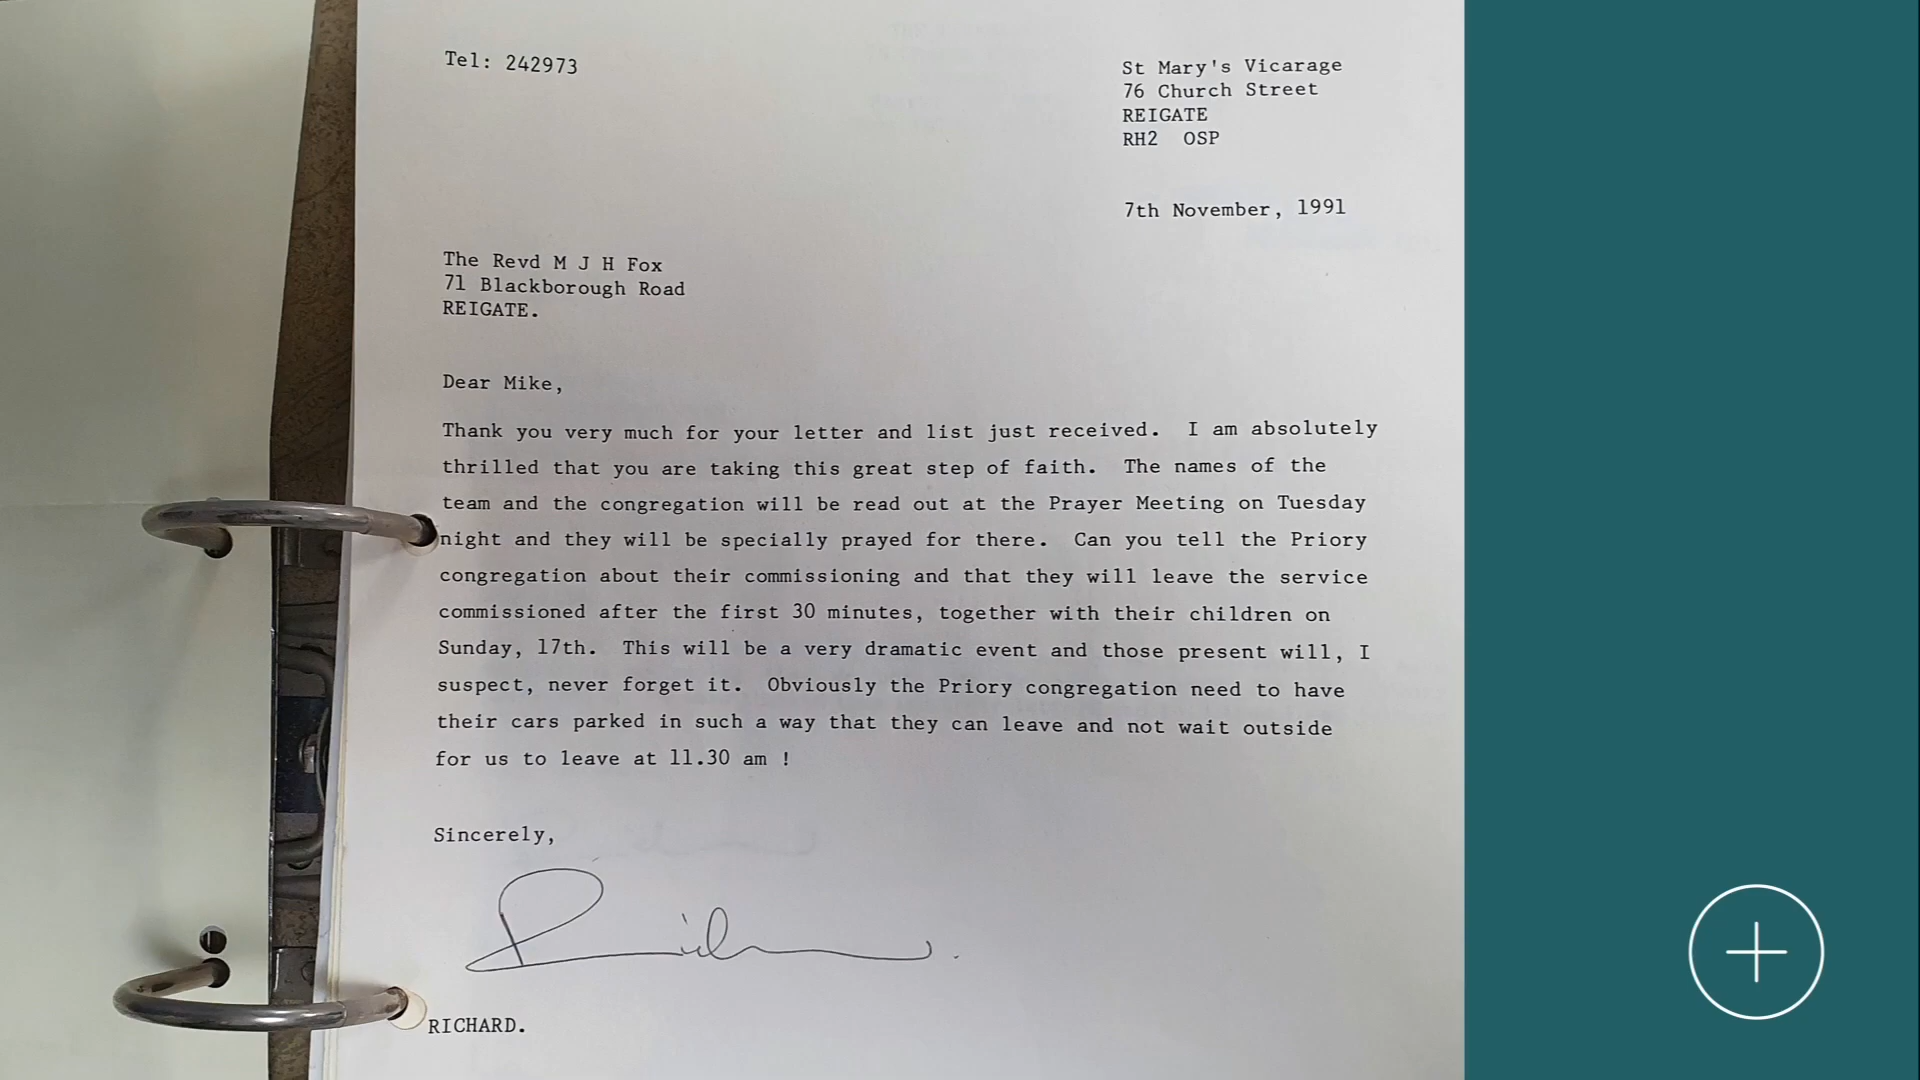 Tel: 242973
St Mary's Vicarage
76 Church Street
REIGATE
RH2 OSP
7th November, 1991
The Revd M J H Fox
71 Blackborough Road
REIGATE.
Dear Mike,
Thank you very much for your letter and list just received. I am absolutely
thrilled that you are taking this great step of faith. The names of the
team and the congregation will be read out at the Prayer Meeting on Tuesday
night and they will be specially prayed for there. Can you tell the Priory
congregation about their commissioning and that they will leave the service
commissioned after the first 30 minutes, together with their children on
Sunday, 17th. This will be a very dramatic event and those present will, I
suspect, never forget it. Obviously the Priory congregation need to have
their cars parked in such a way that they can leave and not wait outside
for us to leave at 11.30 am !
Sincerely,
Richard.
RICHARD.